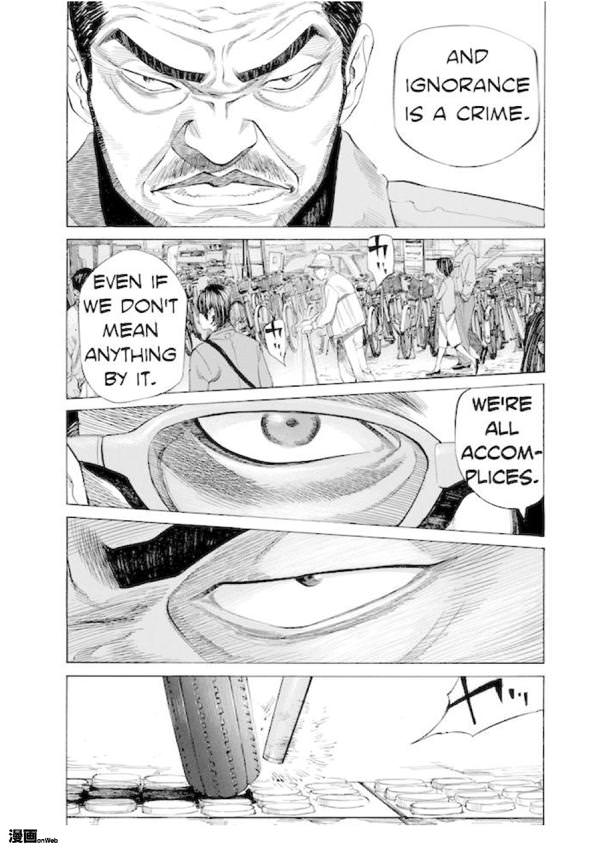 AND
IGNORANCE
IS A CRIME.
EVEN IF
WE DON'T
MEAN
ANYTHING
BY IT.
WE'RE
ALL
ACCOM-
PLICES.
漫画onWeb